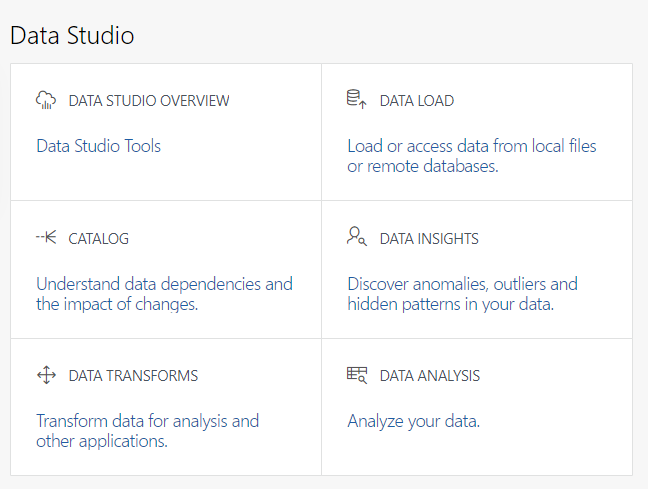 Data Studio
DATA STUDIO OVERVIEW
Data Studio Tools
DATA LOAD
Load or access data from local files
or remote databases.
CATALOG
Understand data dependencies and
the impact of changes.
DATA INSIGHTS
Discover anomalies, outliers and
hidden patterns in your data.
DATA TRANSFORMS
Transform data for analysis and
other applications.
DATA ANALYSIS
Analyze your data.